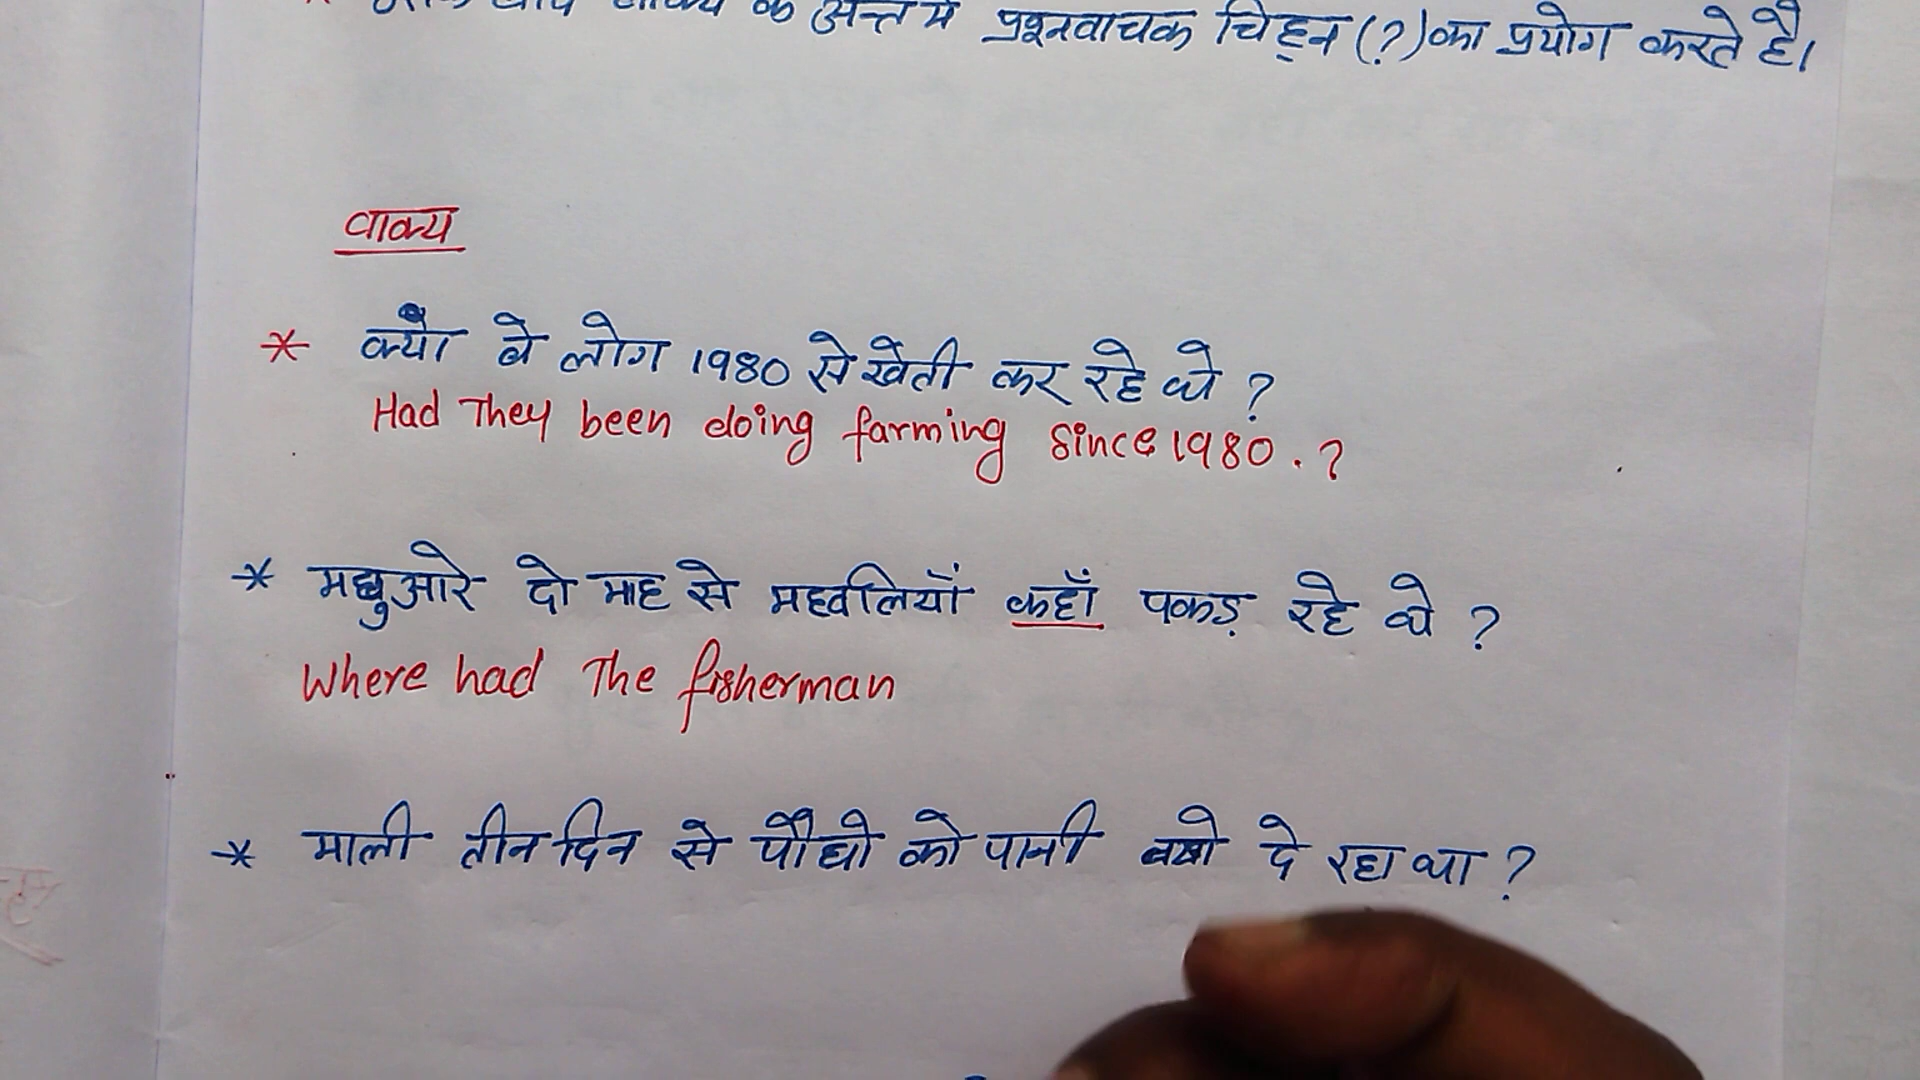 के अन्त मे प्रश्नवाचक चिह्न (?) का प्रयोग करते है।
वाक्य
* क्यो वे लोग 1980 से खेती कर रहे थे ?
Had They been doing farming Since 1980 . ?
* मछुआरे दो माह से मछलियाँ कहाँ पकड़ रहे थे ?
Where had The fisherman
* माली तीन दिन से पौधो को पानी क्यो दे रहा था ?